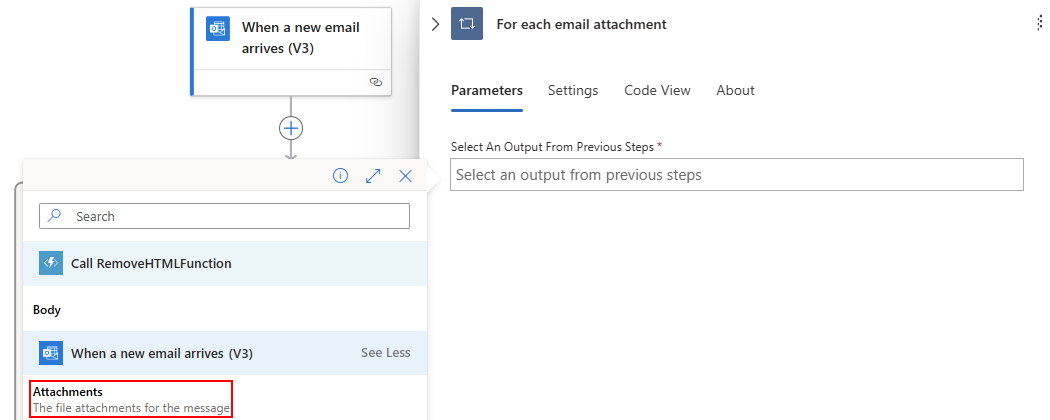 When a new email
arrives (V3)
For each email attachment
Parameters
Settings
Code View
About
Select An Output From Previous Steps *
Select an output from previous steps
Search
Call RemoveHTMLFunction
Body
When a new email arrives (V3)
See Less
Attachments
The file attachments for the message